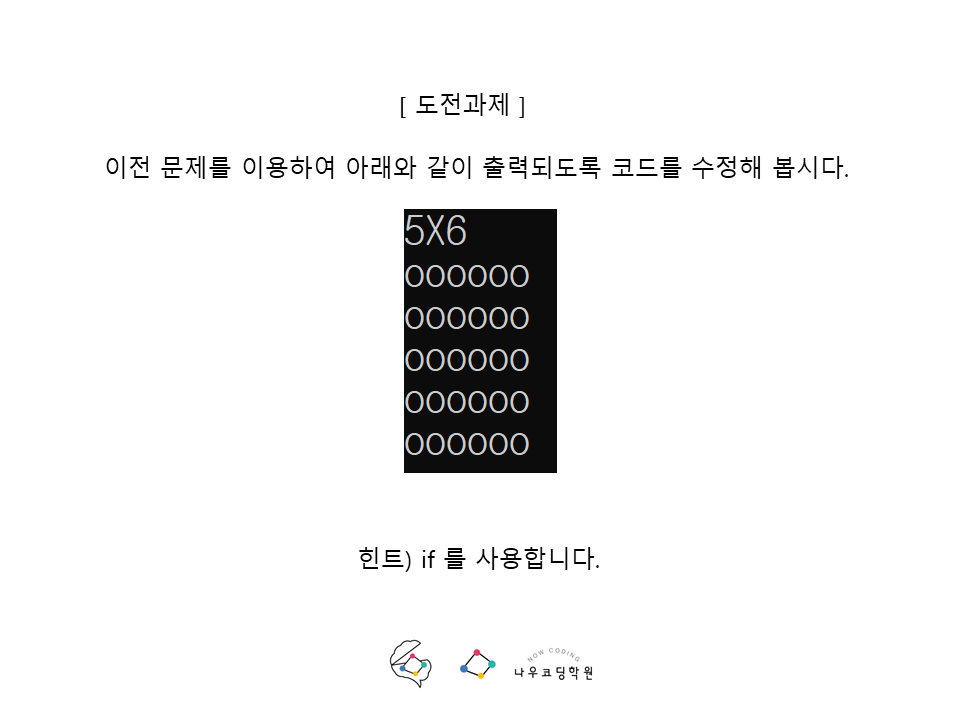 [ 도전과제 ]
이전 문제를 이용하여 아래와 같이 출력되도록 코드를 수정해 봅시다.
5X6
OOOOOO
OOOOOO
OOOOOO
OOOOOO
OOOOOO
힌트) if 를 사용합니다.
NOW CODING
나우코딩학원